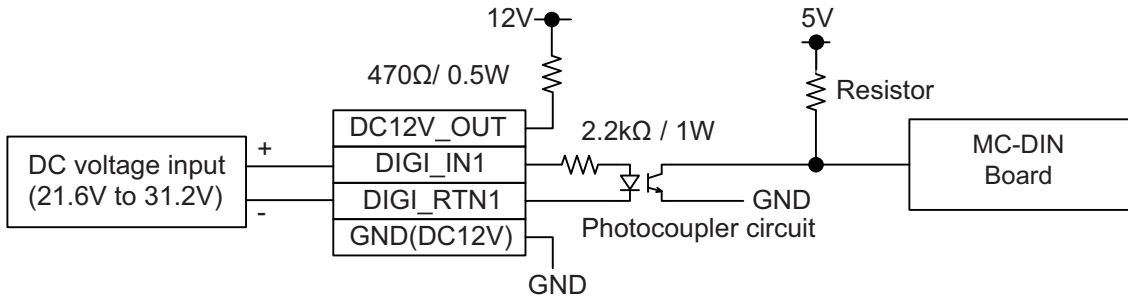 12V
5V
470Ω/ 0.5W
Resistor
DC12V_OUT
2.2kΩ / 1W
DC voltage input
(21.6V to 31.2V)
+
-
DIGI_IN1
DIGI_RTN1
GND(DC12V)
GND
GND
Photocoupler circuit
MC-DIN
Board